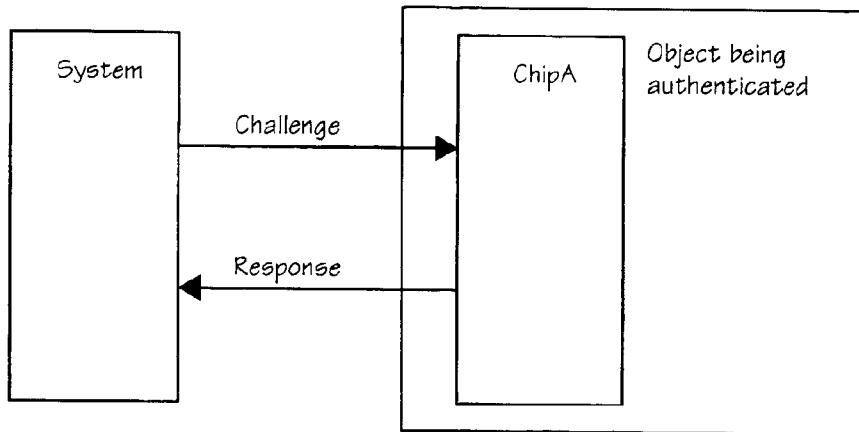 System
ChipA
Object being
authenticated
Challenge
Response